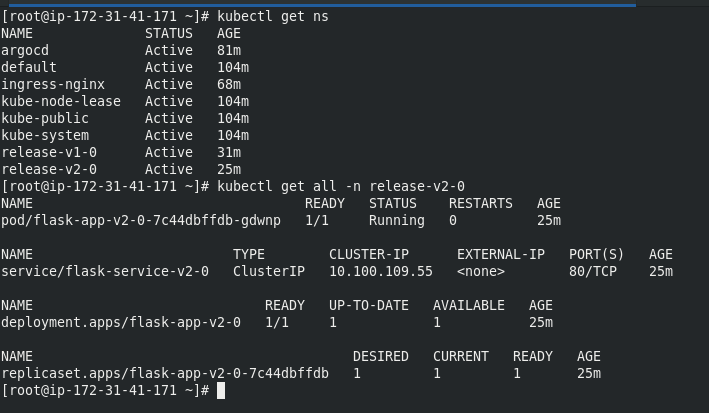 [root@ip-172-31-41-171 ~]# kubectl get ns
NAME              STATUS   AGE
argocd            Active   81m
default           Active   104m
ingress-nginx     Active   68m
kube-node-lease   Active   104m
kube-public       Active   104m
kube-system       Active   104m
release-v1-0      Active   31m
release-v2-0      Active   25m
[root@ip-172-31-41-171 ~]# kubectl get all -n release-v2-0
NAME                                  READY   STATUS    RESTARTS   AGE
pod/flask-app-v2-0-7c44dbffdb-gdwnp   1/1     Running   0          25m
NAME                         TYPE        CLUSTER-IP      EXTERNAL-IP   PORT(S)   AGE
service/flask-service-v2-0   ClusterIP   10.100.109.55   <none>        80/TCP    25m
NAME                             READY   UP-TO-DATE   AVAILABLE   AGE
deployment.apps/flask-app-v2-0   1/1     1            1           25m
NAME                                        DESIRED   CURRENT   READY   AGE
replicaset.apps/flask-app-v2-0-7c44dbffdb   1         1         1       25m
[root@ip-172-31-41-171 ~]#